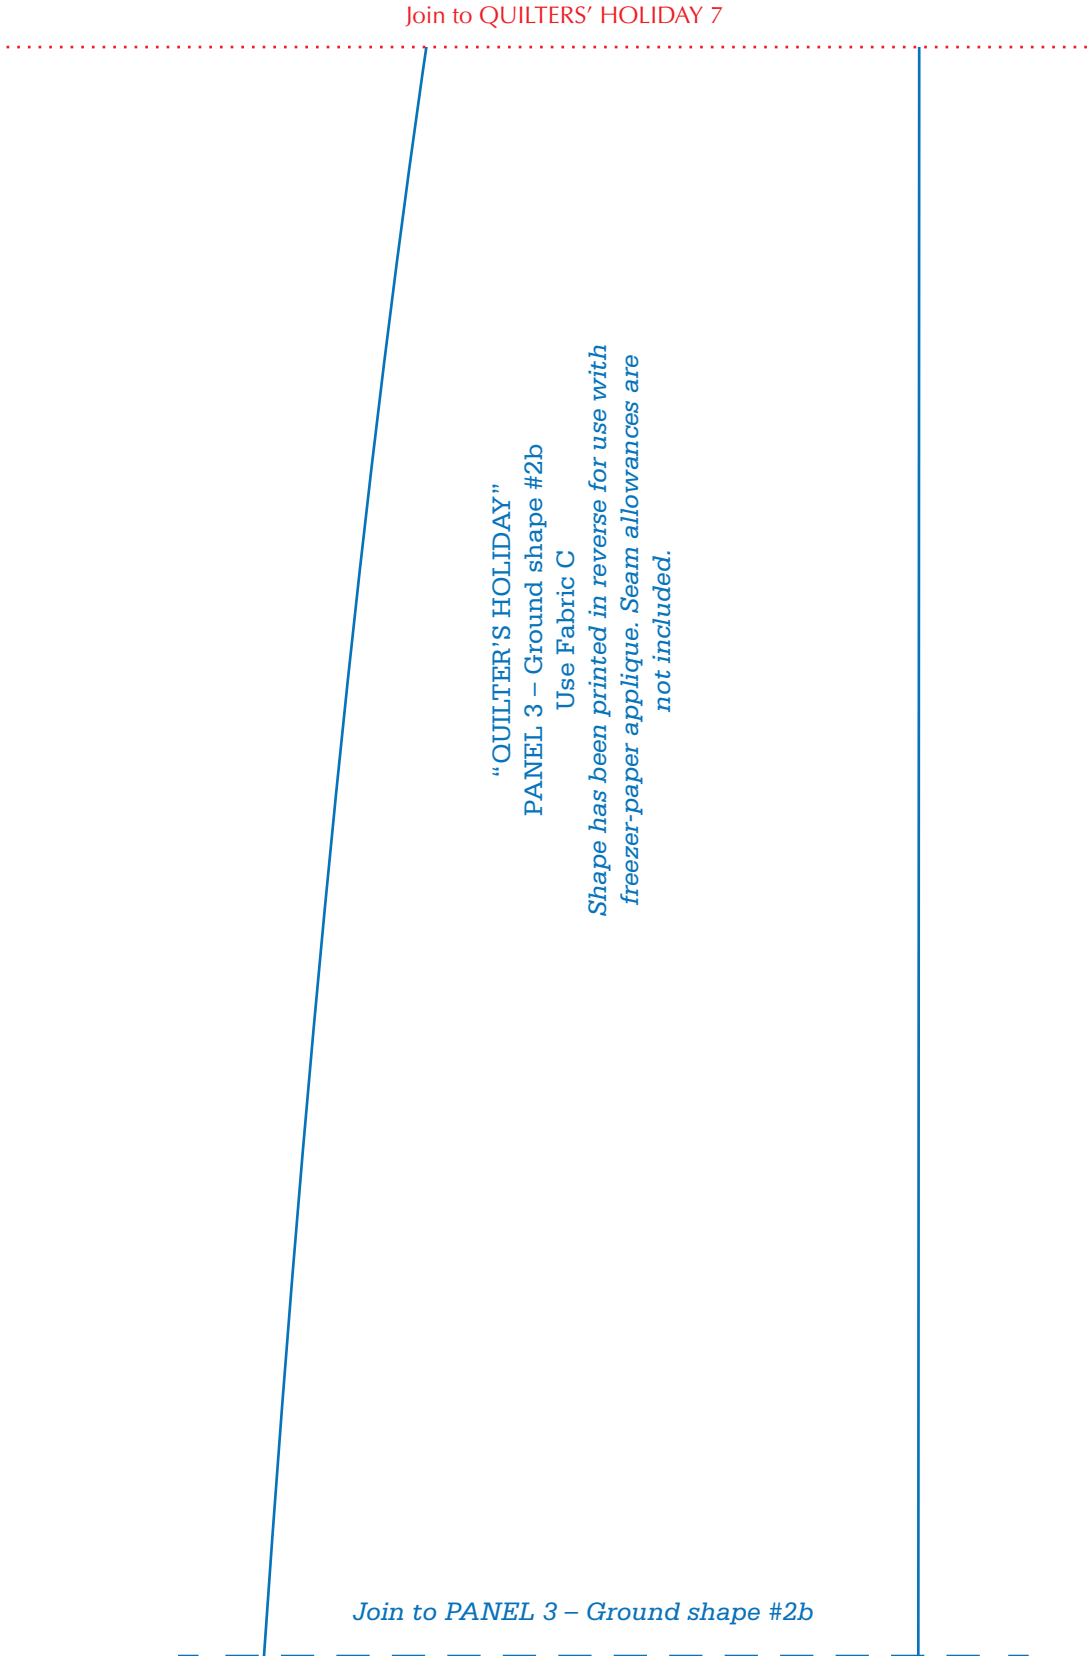 Join to QUILTERS’ HOLIDAY 7
“QUILTER’S HOLIDAY”
PANEL 3 – Ground shape #2b
Use Fabric C
Shape has been printed in reverse for use with
freezer-paper applique. Seam allowances are
not included.
Join to PANEL 3 – Ground shape #2b